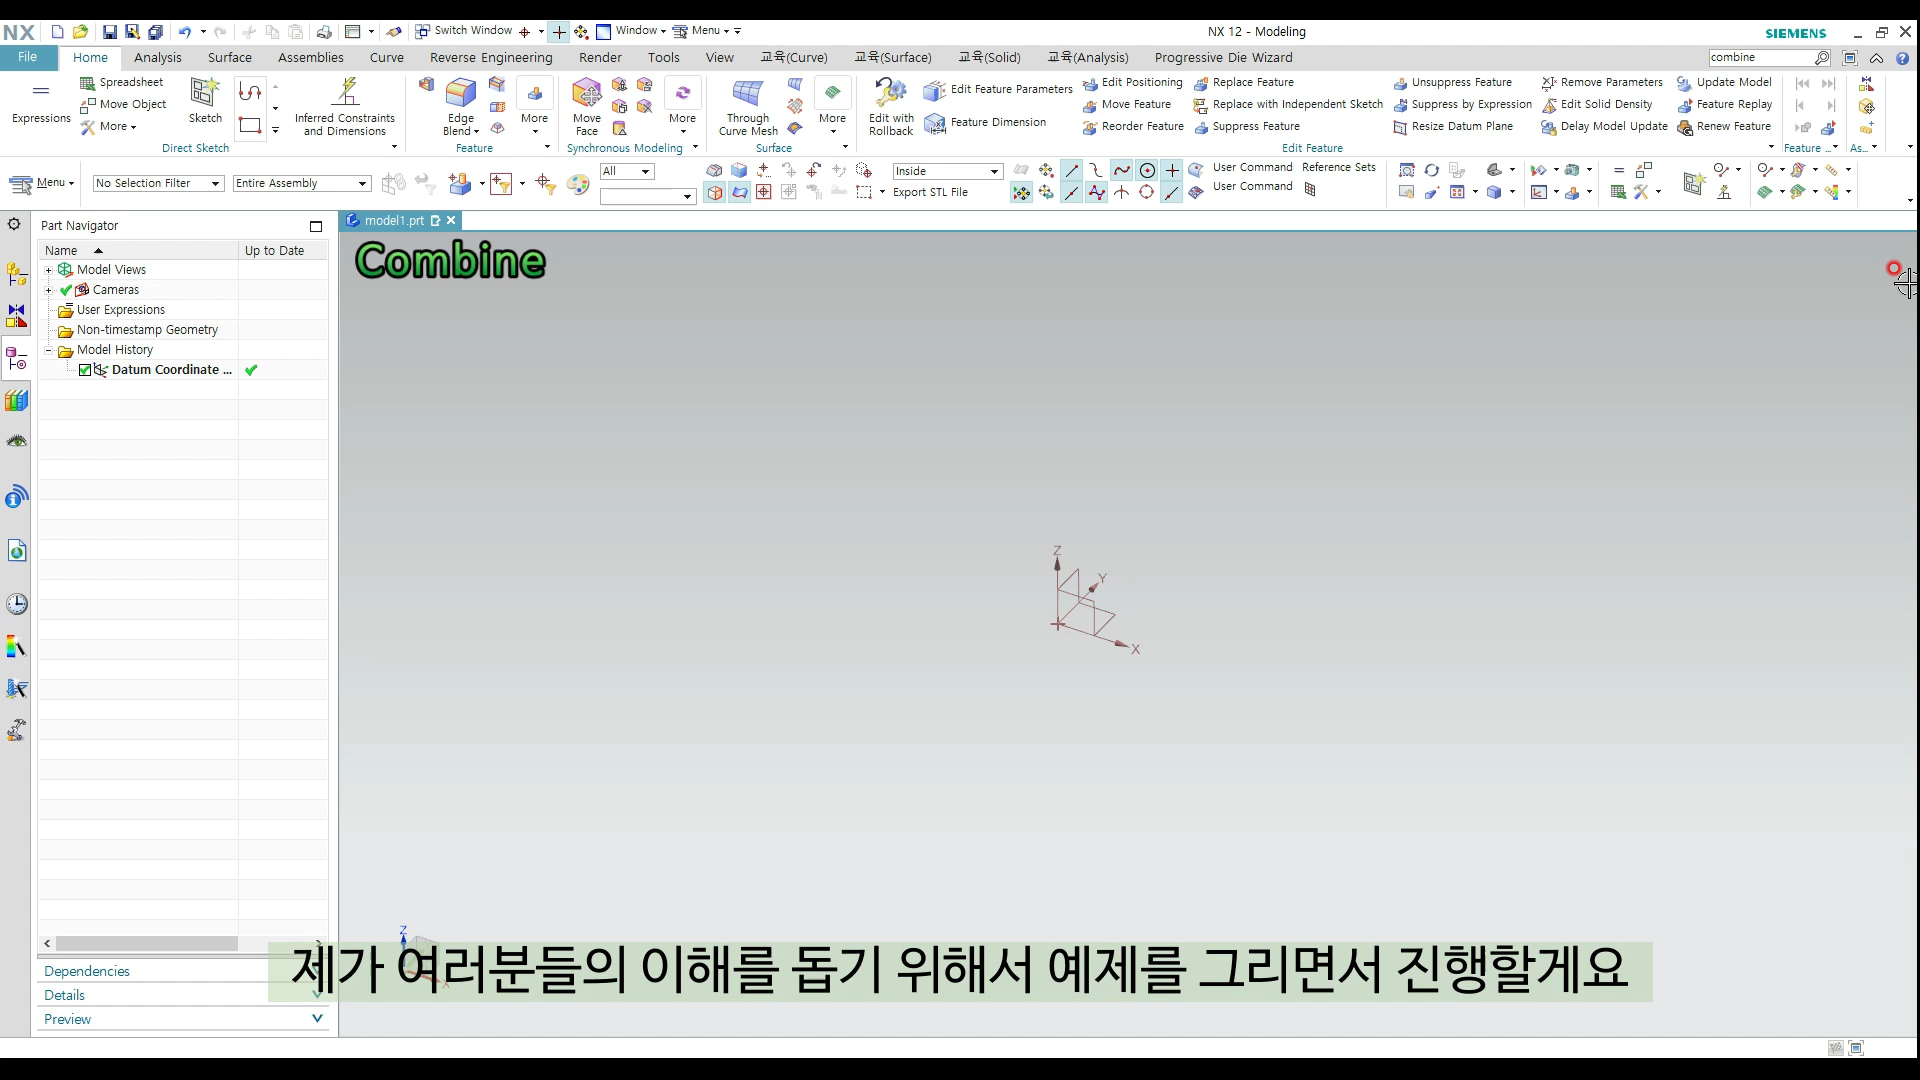 NX
Switch Window
Window
Menu
NX 12 - Modeling
SIEMENS
File
Home
Analysis
Surface
Assemblies
Curve
Reverse Engineering
Render
Tools
View
교육(Curve)
교육(Surface)
교육(Solid)
교육(Analysis)
Progressive Die Wizard
combine
Expressions
Spreadsheet
Move Object
More
Sketch
Inferred Constraints
and Dimensions
Direct Sketch
Edge
Blend
More
Feature
Move
Face
More
Synchronous Modeling
Through
Curve Mesh
More
Surface
Edit with
Rollback
Edit Feature Parameters
Feature Dimension
Edit Positioning
Move Feature
Reorder Feature
Replace Feature
Replace with Independent Sketch
Suppress Feature
Unsuppress Feature
Suppress by Expression
Resize Datum Plane
Remove Parameters
Edit Solid Density
Delay Model Update
Update Model
Feature Replay
Renew Feature
Edit Feature
Feature ...
As...
Menu
No Selection Filter
Entire Assembly
All
Inside
Export STL File
User Command
Reference Sets
User Command
Part Navigator
Name
Up to Date
Model Views
Cameras
User Expressions
Non-timestamp Geometry
Model History
Datum Coordinate ...
Dependencies
Details
Preview
model1.prt
Combine
Z
Y
X
Z
X
제가 여러분들의 이해를 돕기 위해서 예제를 그리면서 진행할게요